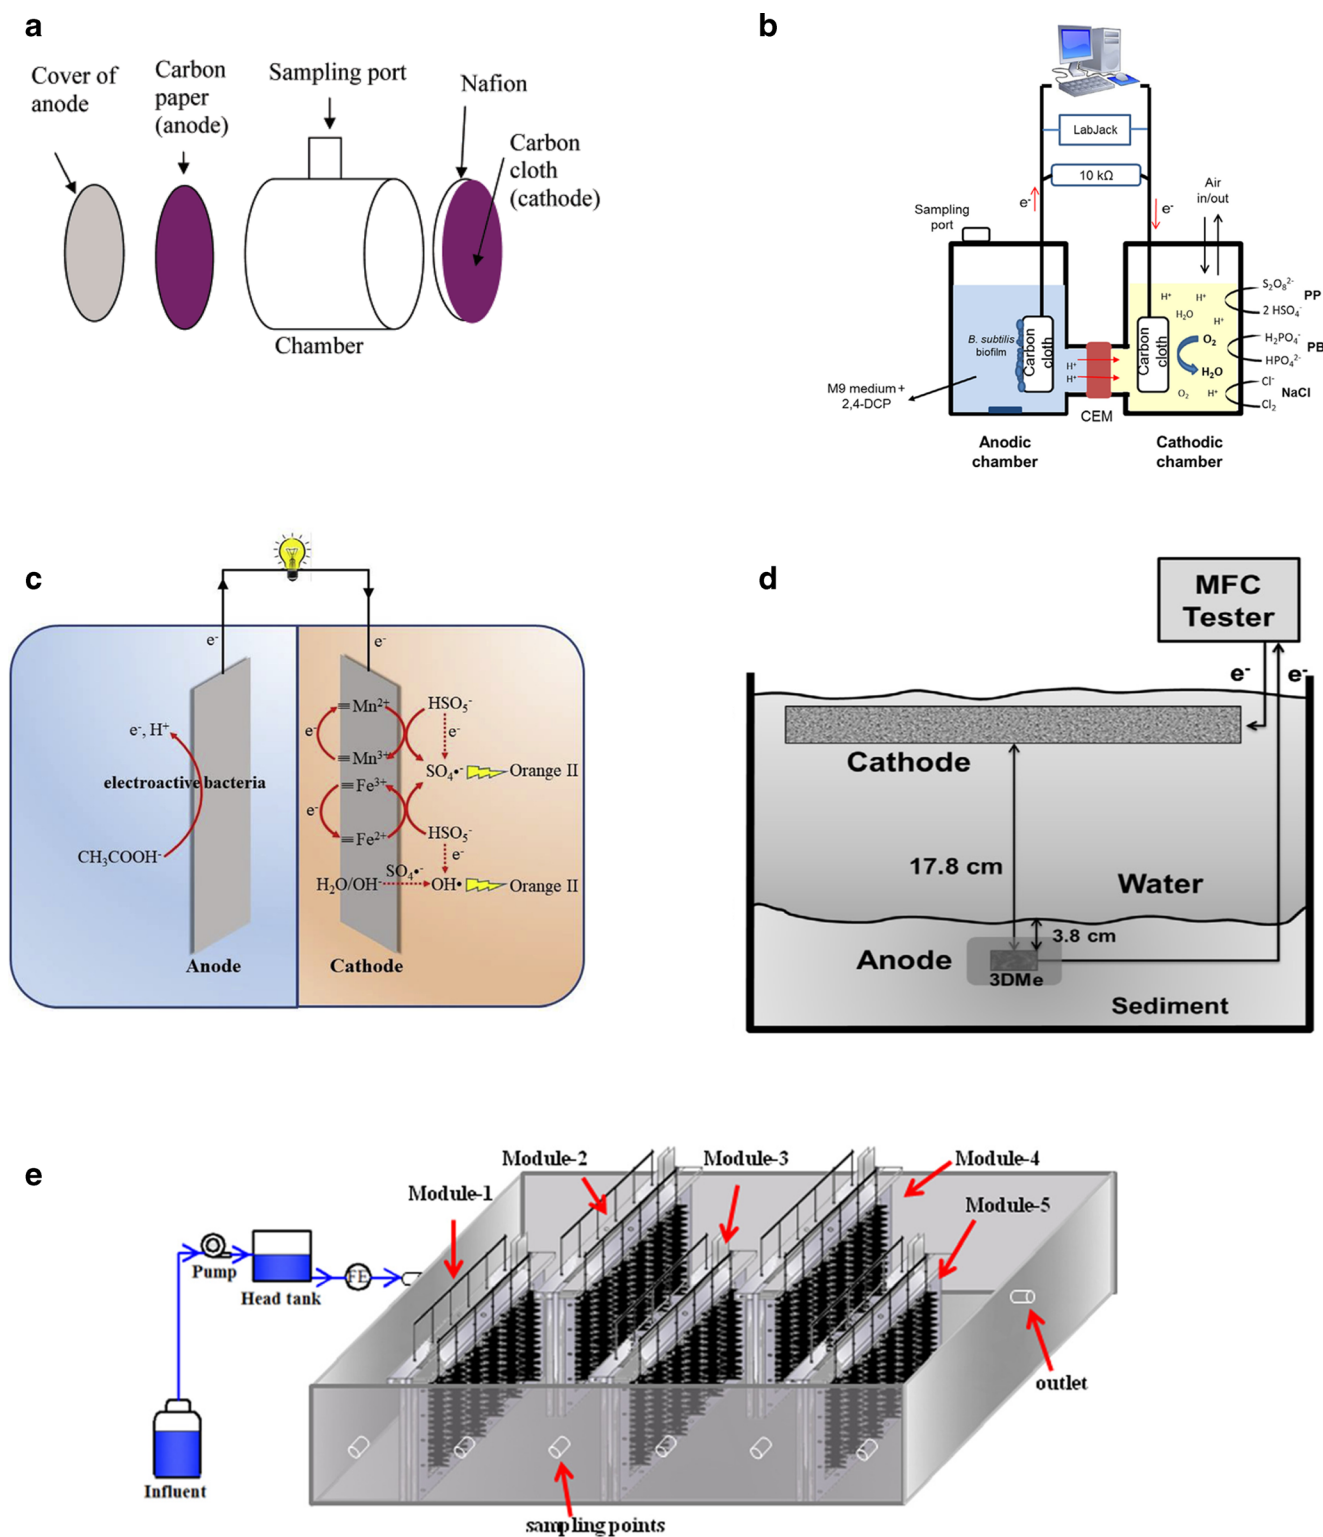 a
Cover of
anode
Carbon
paper
(anode)
Sampling port
Nafion
Carbon
cloth
(cathode)
Chamber
b
LabJack
10 kΩ
e-
e-
Air
in/out
Sampling
port
B. subtilis
biofilm
Carbon
cloth
Carbon
cloth
H⁺
H⁺
H⁺
H⁺
H₂O
H⁺
O₂
H₂O
O₂
H⁺
S₂O₈²⁻
PP
2 HSO₄⁻
H₂PO₄⁻
PB
HPO₄²⁻
Cl⁻
NaCl
Cl₂
M9 medium +
2,4-DCP
CEM
Anodic
chamber
Cathodic
chamber
c
e⁻
e⁻
e⁻, H⁺
electroactive bacteria
CH₃COOH⁻
Anode
≡Mn²⁺
HSO₅⁻
e⁻
e⁻
≡Mn³⁺
SO₄•⁻
Orange II
≡Fe³⁺
e⁻
≡Fe²⁺
HSO₅⁻
e⁻
SO₄•⁻
H₂O/OH⁻
OH•
Orange II
Cathode
d
MFC
Tester
e⁻
e⁻
Cathode
17.8 cm
Water
3.8 cm
Anode
3DMe
Sediment
e
Module-1
Module-2
Module-3
Module-4
Module-5
Pump
Head tank
FE
Influent
outlet
sampling points